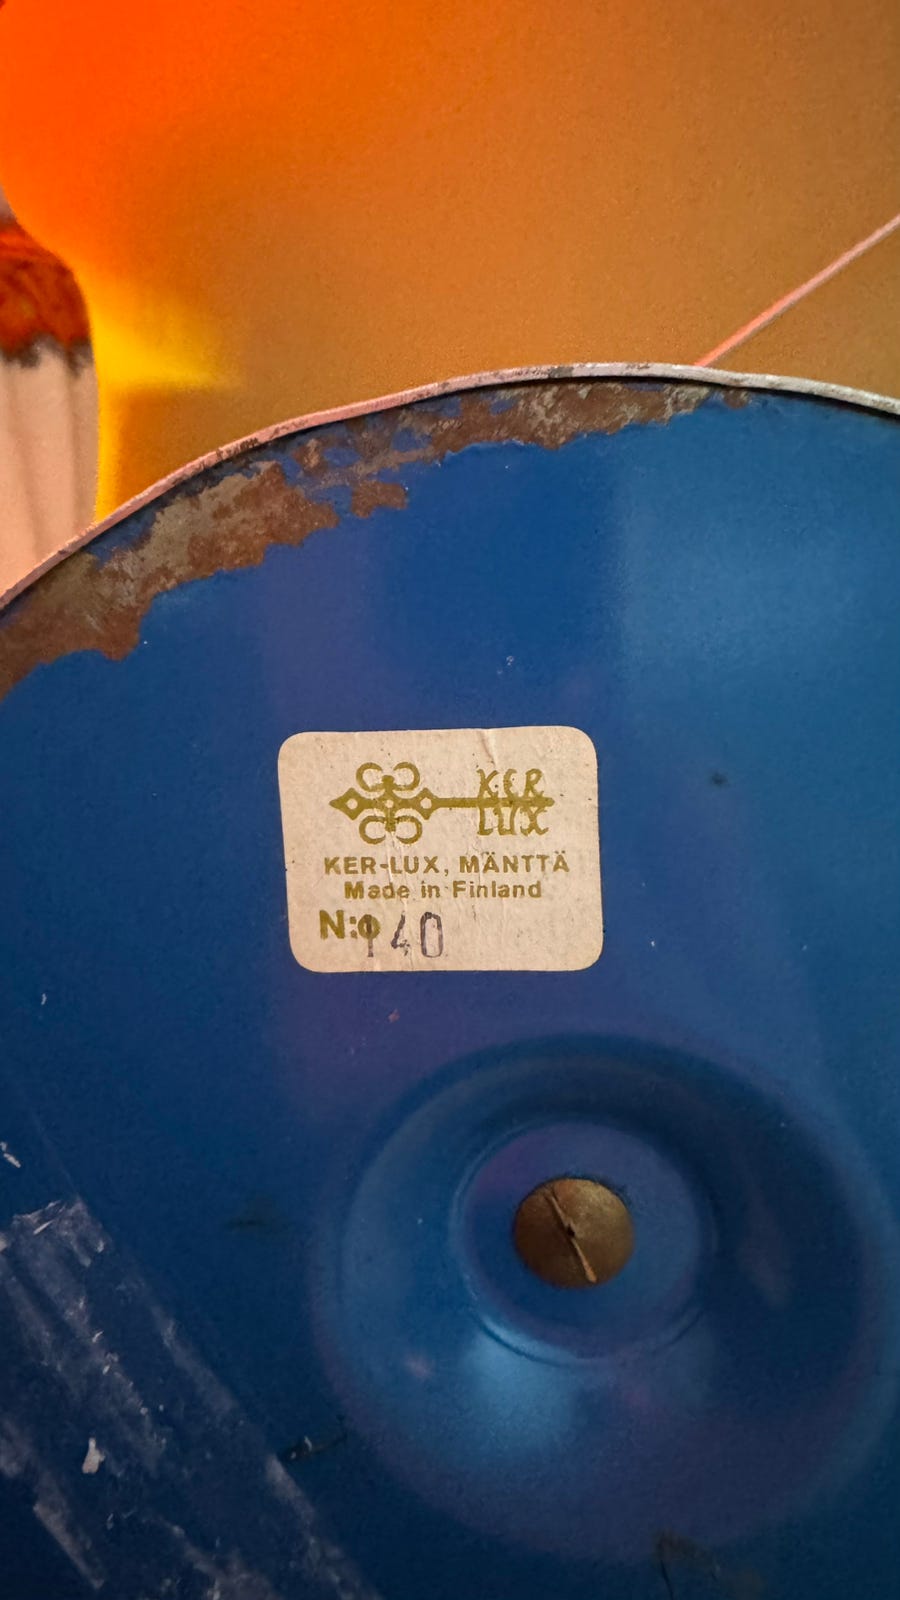 KER
LUX
KER-LUX, MÄNTTÄ
Made in Finland
N:o 140